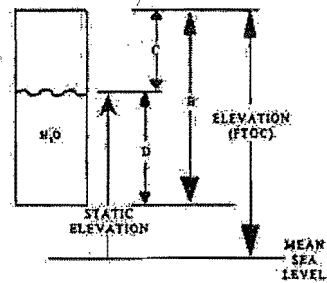 C
B
ELEVATION
(FTOC)
H₂O
D
STATIC
ELEVATION
MEAN
SEA
LEVEL